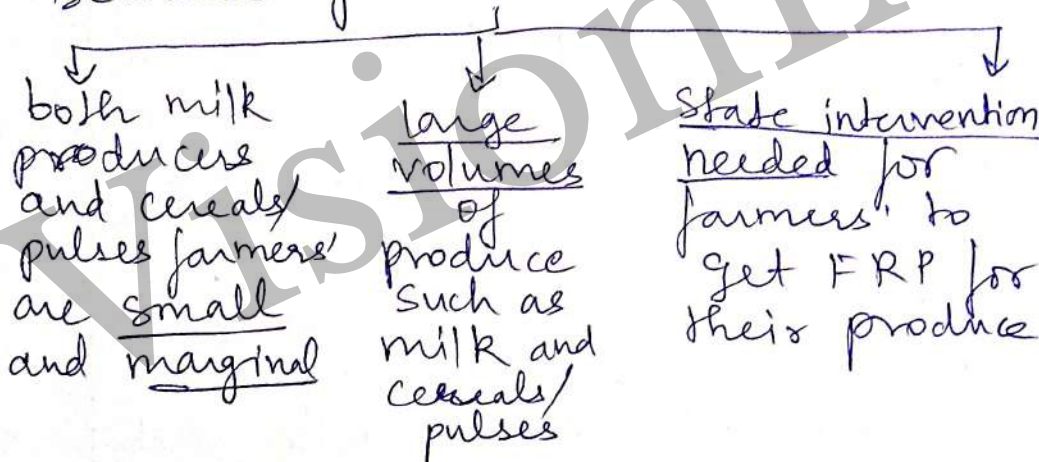 both milk
producers
and cereals/
pulses farmers'
are small
and marginal
large
volumes
of
produce
such as
milk and
cereals/
pulses
State intervention
needed for
farmers' to
get FRP for
their produce
Vision